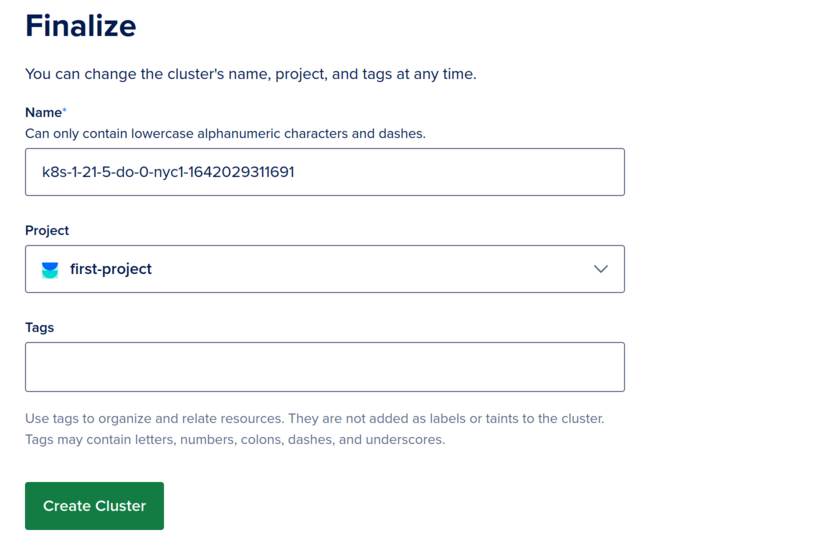 Finalize
You can change the cluster's name, project, and tags at any time.
Name*
Can only contain lowercase alphanumeric characters and dashes.
k8s-1-21-5-do-0-nyc1-1642029311691
Project
first-project
Tags
Use tags to organize and relate resources. They are not added as labels or taints to the cluster.
Tags may contain letters, numbers, colons, dashes, and underscores.
Create Cluster